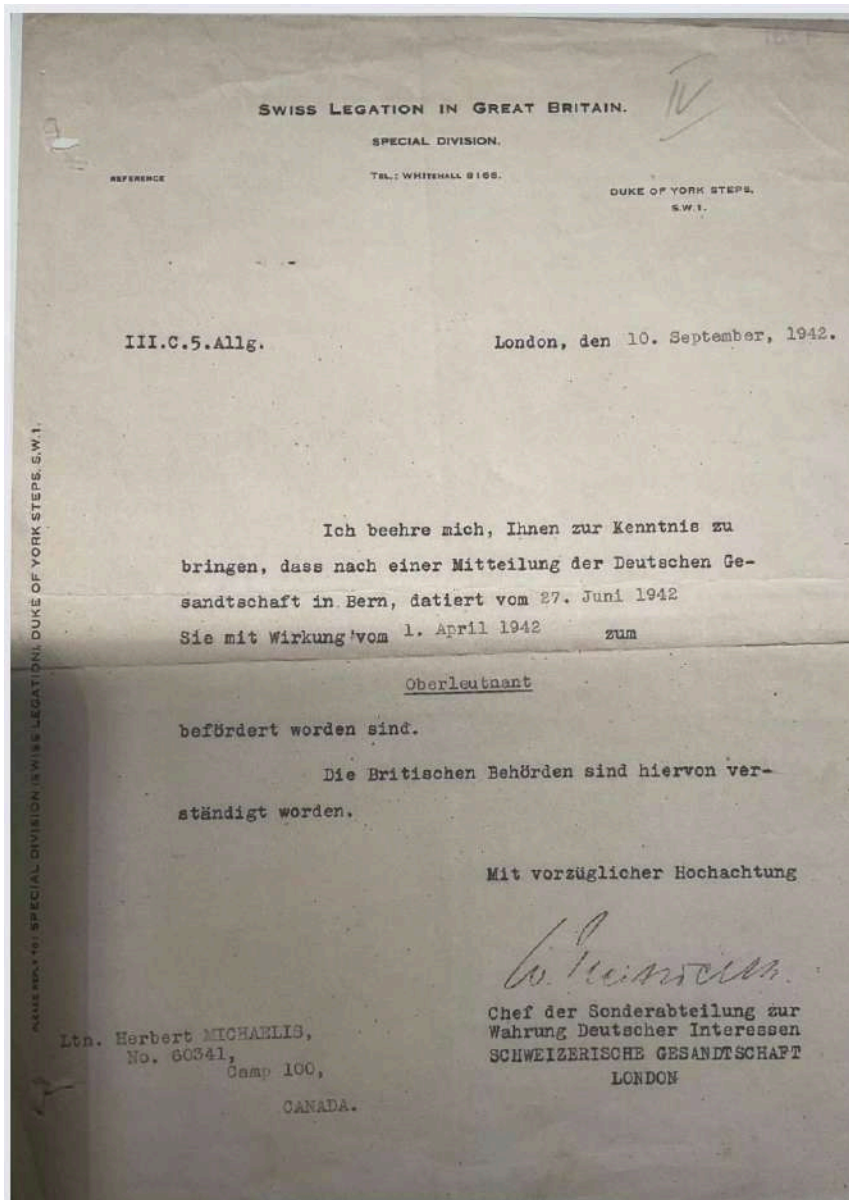 SWISS LEGATION IN GREAT BRITAIN.
IV
SPECIAL DIVISION.
REFERENCE
TEL.: WHITEHALL 8166.
DUKE OF YORK STEPS,
S.W.1.
III.C.5.Allg.
London, den 10. September, 1942.
Ich beehre mich, Ihnen zur Kenntnis zu
bringen, dass nach einer Mitteilung der Deutschen Ge-
sandtschaft in Bern, datiert vom 27. Juni 1942
Sie mit Wirkung vom 1. April 1942 zum
Oberleutnant
befördert worden sind.
Die Britischen Behörden sind hiervon ver-
ständigt worden.
Mit vorzüglicher Hochachtung
Chef der Sonderabteilung zur
Wahrung Deutscher Interessen
SCHWEIZERISCHE GESANDTSCHAFT
LONDON
Ltn. Herbert MICHAELIS,
No. 60341,
Camp 100,
CANADA.
PLEASE REPLY TO: SPECIAL DIVISION (SWISS LEGATION), DUKE OF YORK STEPS, S.W.1.